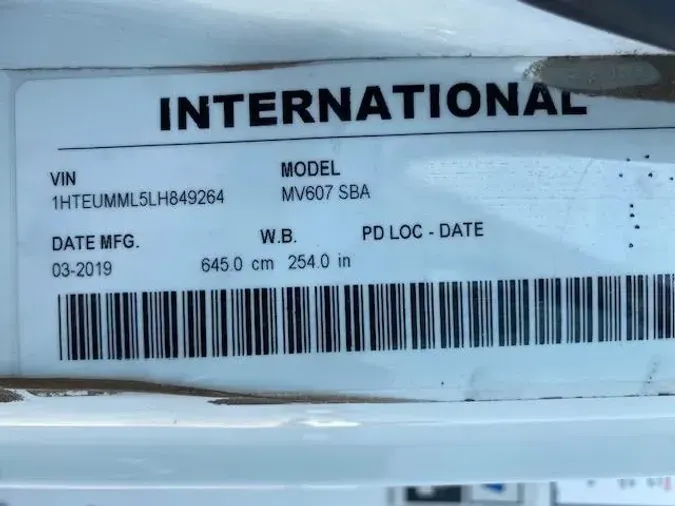 INTERNATIONAL
VIN MODEL
1HTEUMML5LH849264 MV607 SBA
DATE MFG. W.B. PD LOC - DATE
03-2019 645.0 cm 254.0 in